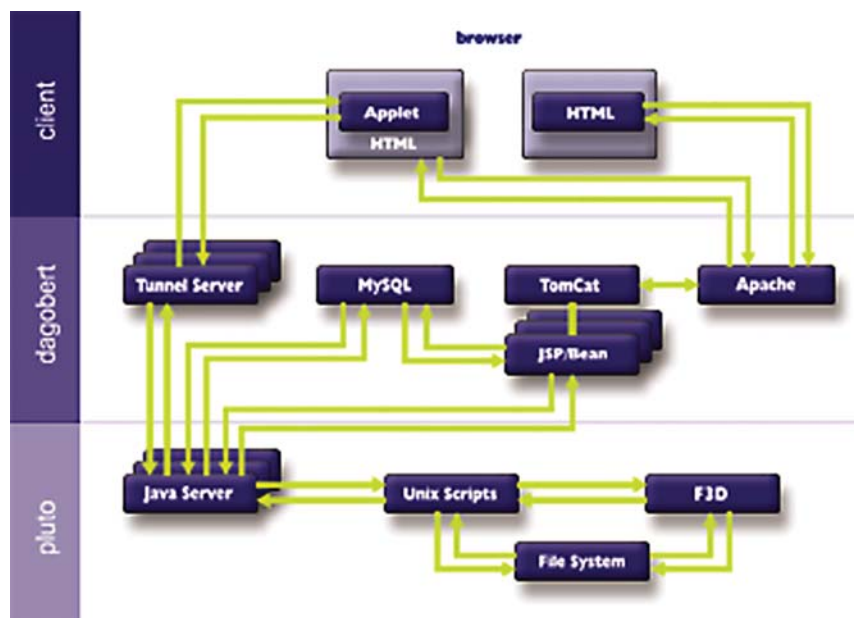 browser
client
Applet
HTML
HTML
dagobert
Tunnel Server
MySQL
TomCat
Apache
JSP/Bean
pluto
Java Server
Unix Scripts
F3D
File System